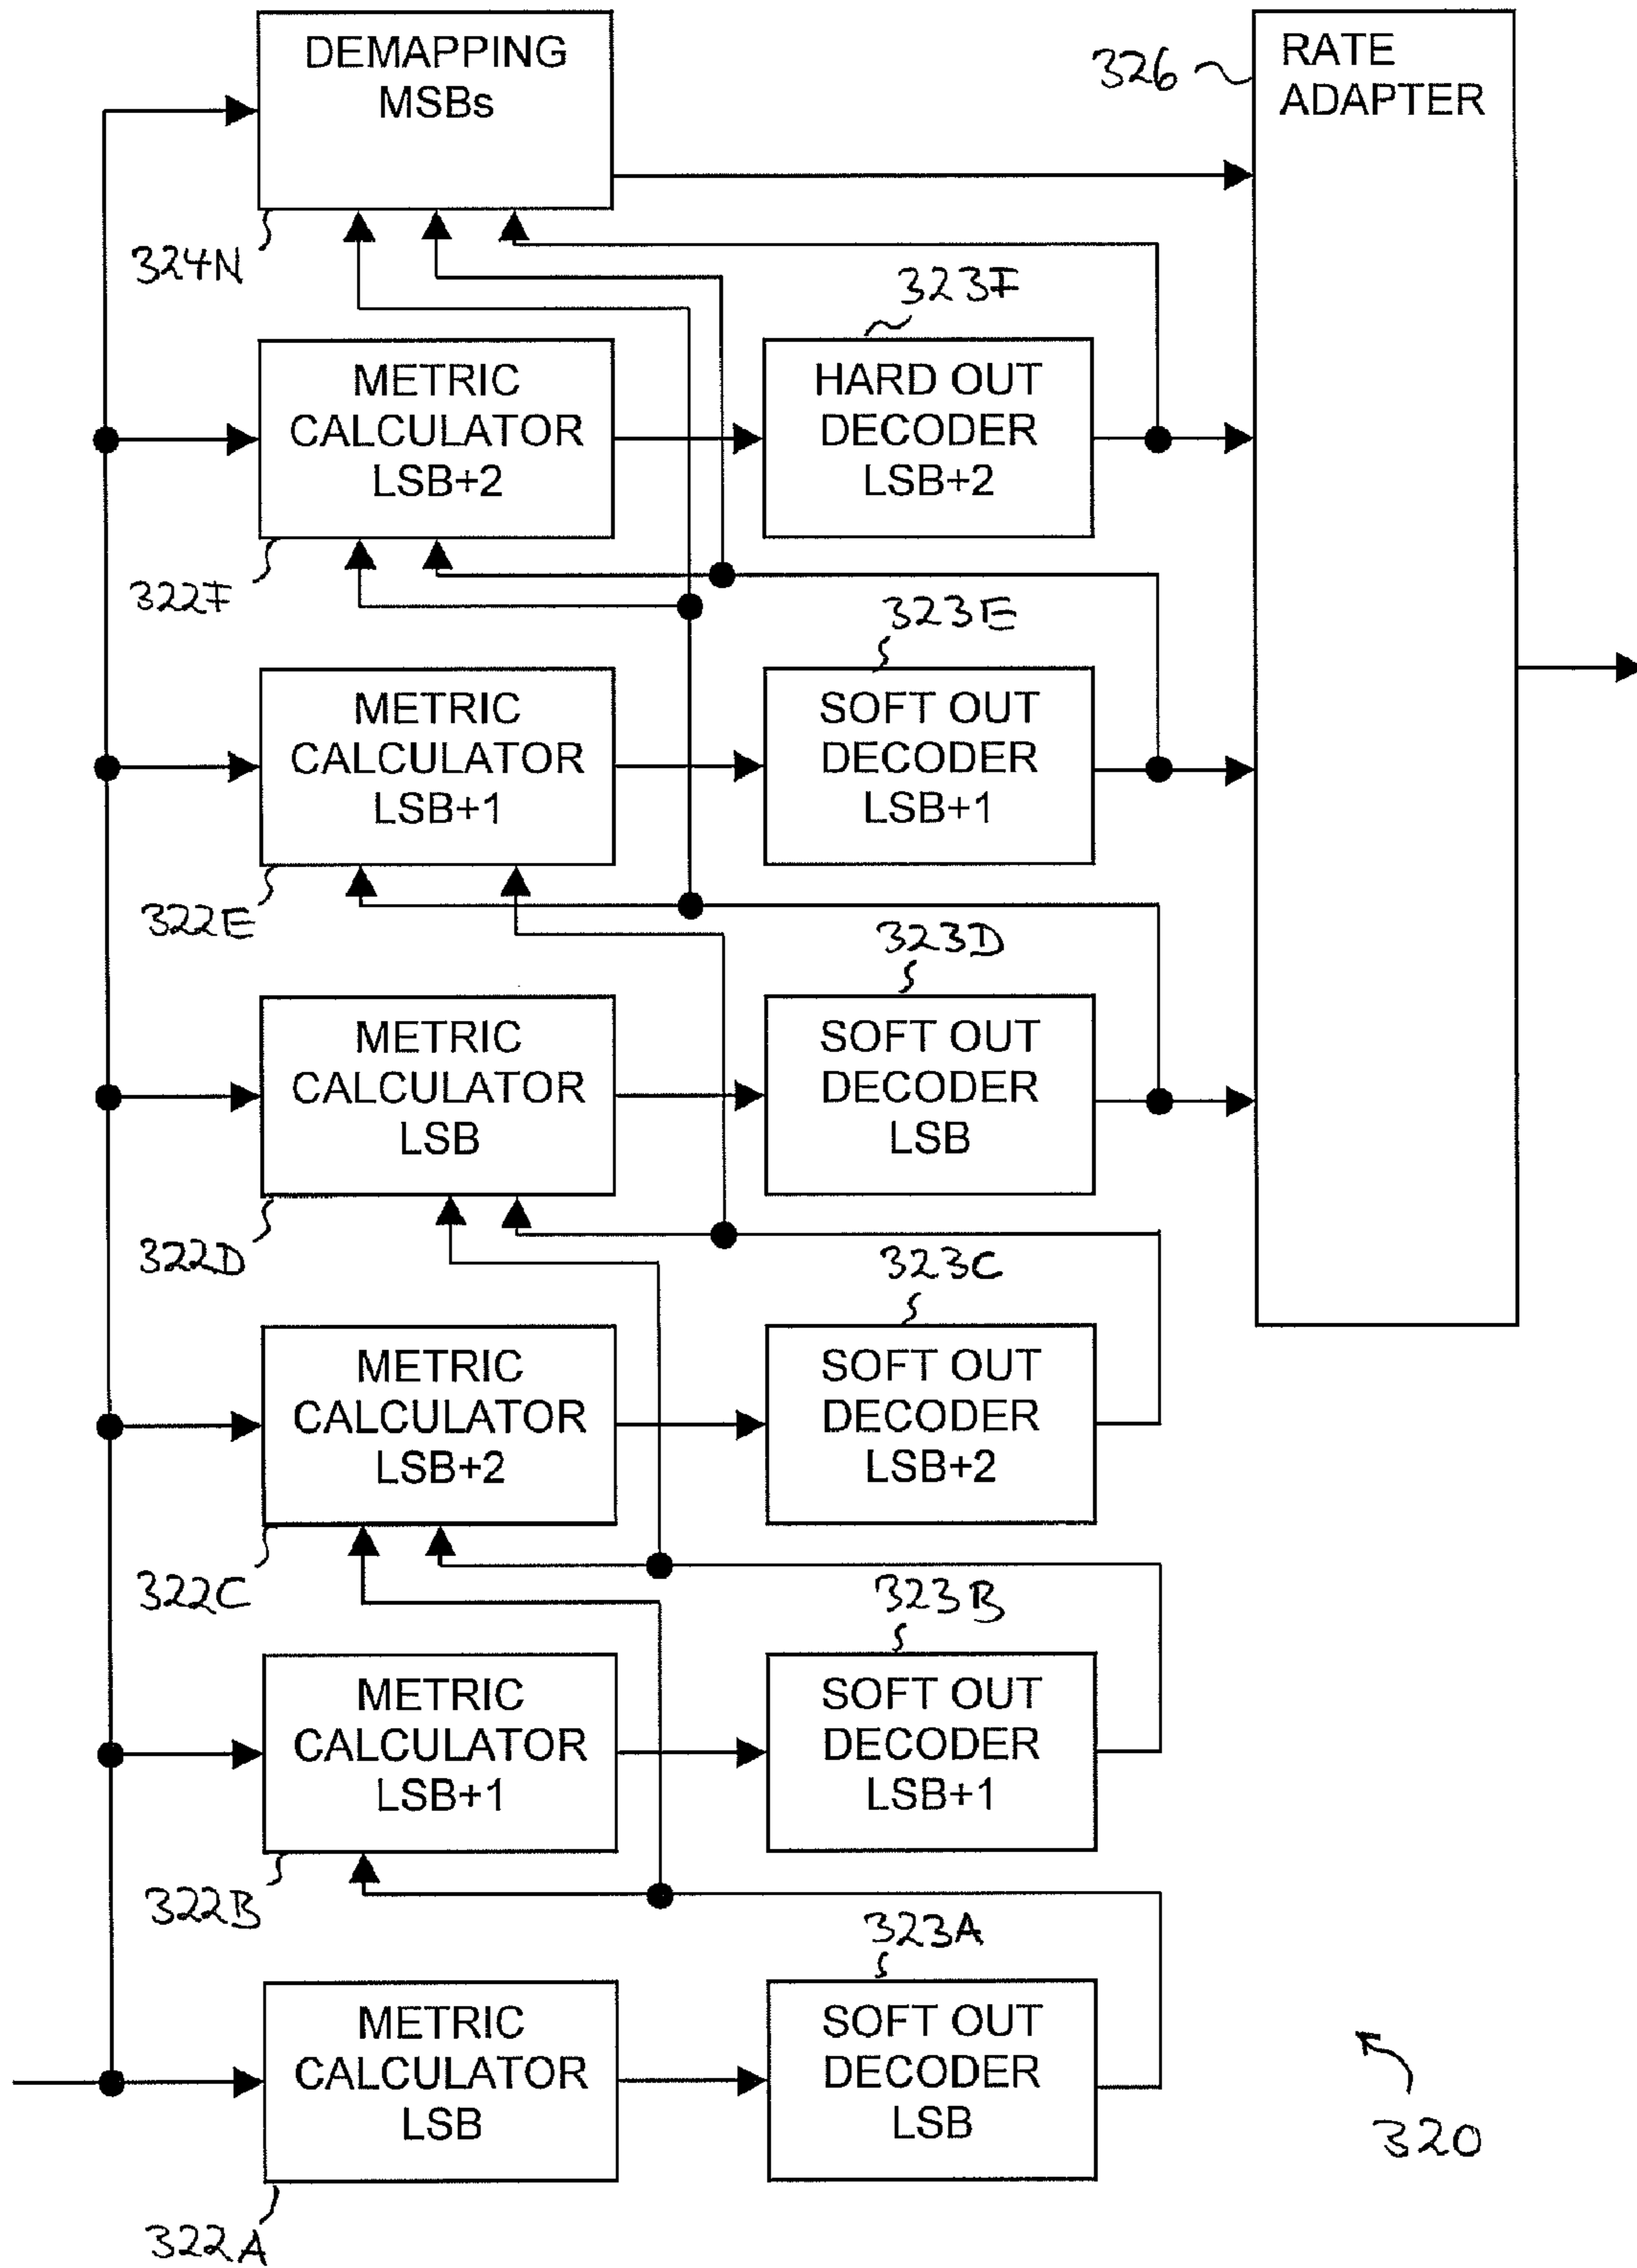 DEMAPPING
MSBs
324N
326
RATE
ADAPTER
323F
METRIC
CALCULATOR
LSB+2
322F
HARD OUT
DECODER
LSB+2
323E
METRIC
CALCULATOR
LSB+1
322E
SOFT OUT
DECODER
LSB+1
323D
METRIC
CALCULATOR
LSB
322D
SOFT OUT
DECODER
LSB
323C
METRIC
CALCULATOR
LSB+2
322C
SOFT OUT
DECODER
LSB+2
323B
METRIC
CALCULATOR
LSB+1
322B
SOFT OUT
DECODER
LSB+1
323A
METRIC
CALCULATOR
LSB
322A
SOFT OUT
DECODER
LSB
320